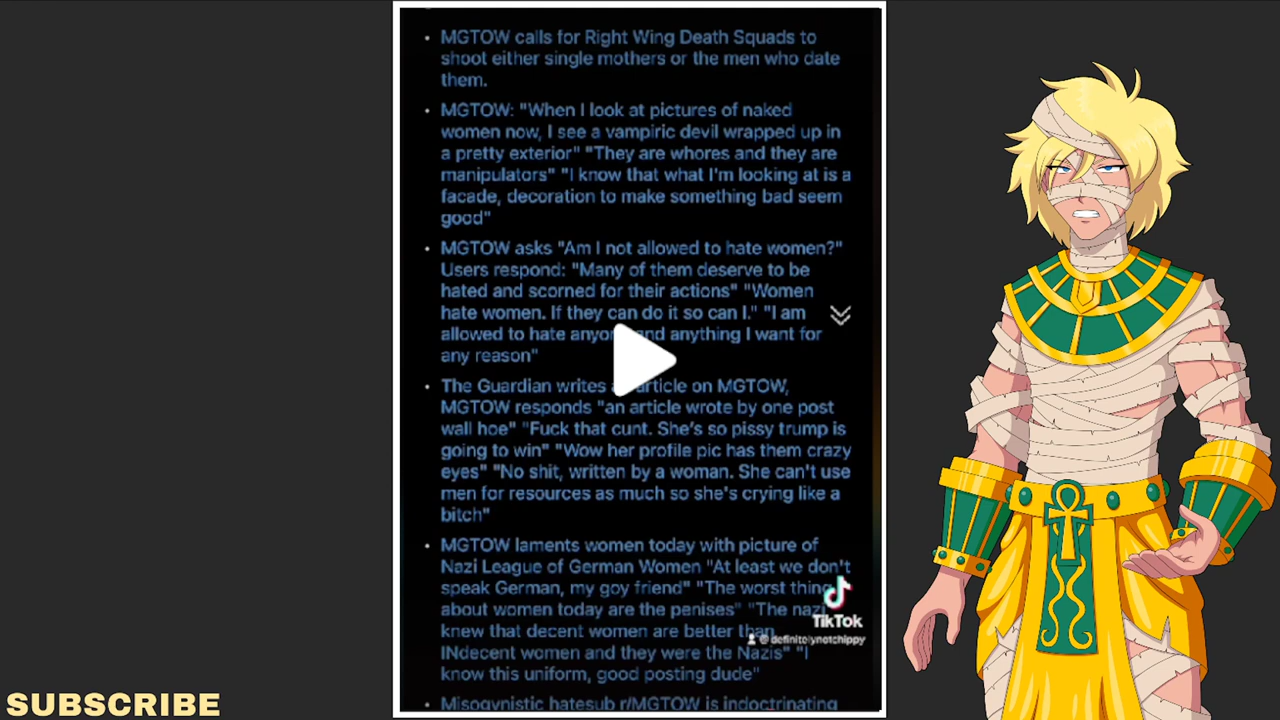 MGTOW calls for Right Wing Death Squads to
shoot either single mothers or the men who date
them.
MGTOW: "When I look at pictures of naked
women now, I see a vampiric devil wrapped up in
a pretty exterior" "They are whores and they are
manipulators" "I know that what I'm looking at is a
facade, decoration to make something bad seem
good"
MGTOW asks "Am I not allowed to hate women?"
Users respond: "Many of them deserve to be
hated and scorned for their actions" "Women
hate women. If they can do it so can I." "I am
allowed to hate and anything I want for
any reason"
The Guardian writes article on MGTOW,
MGTOW responds "an article wrote by one post
wall hoe" "Fuck that cunt. She's so pissy trump is
going to win" "Wow her profile pic has them crazy
eyes" "No shit, written by a woman. She can't use
men for resources as much so she's crying like a
bitch"
MGTOW laments women today with picture of
Nazi League of German Women "At least we don't
speak German, my goy friend" "The worst thing
about women today are the penises" "The nazi
knew that decent women are better than
INdecent women and they were the Nazis" "I
know this uniform, good posting dude"
Misogynistic hatesub r/MGTOW is indoctrinating
TikTok
@definitelynotchippy
SUBSCRIBE